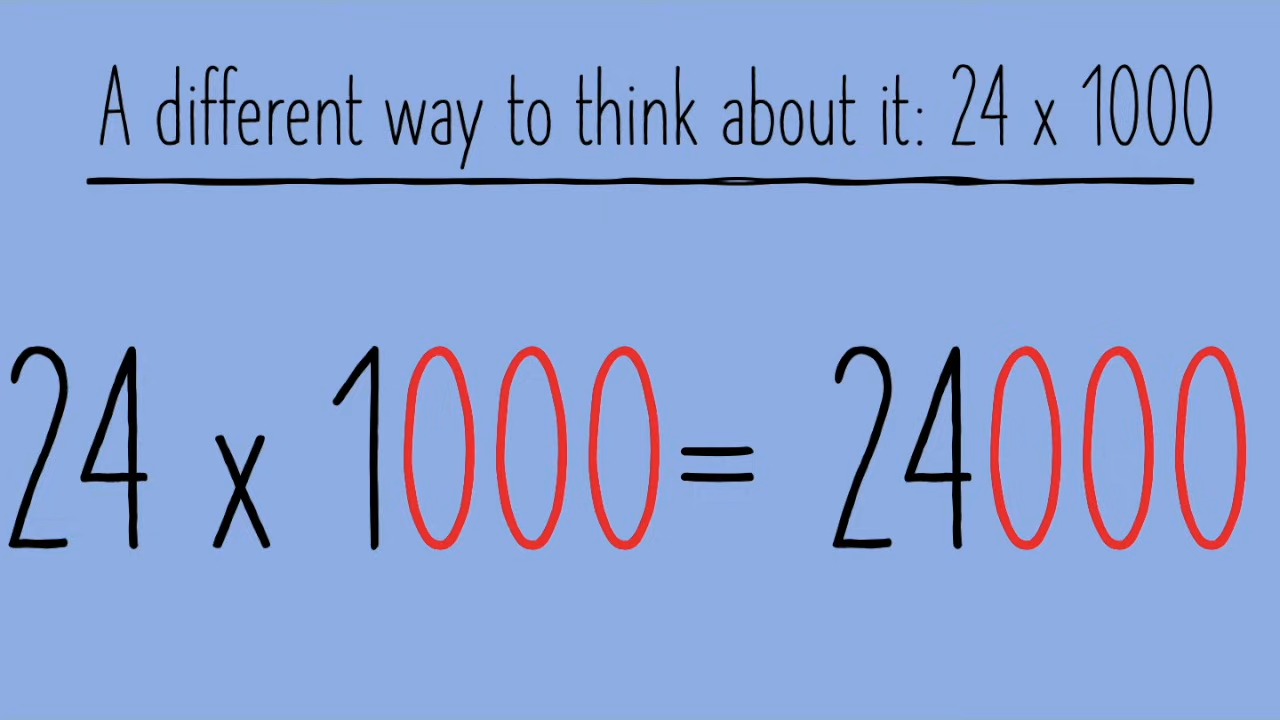 A different way to think about it: 24 x 1000
24 x 1000 = 24000